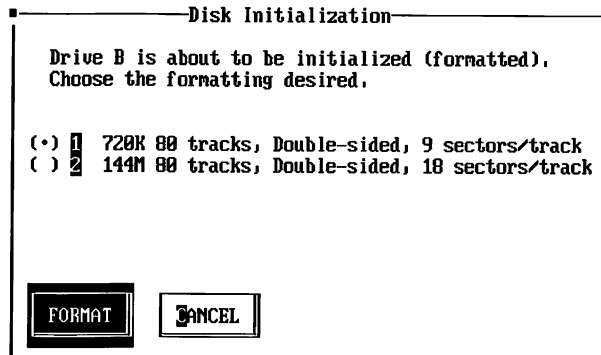 Disk Initialization
Drive B is about to be initialized (formatted).
Choose the formatting desired.
(•) 1 720K 80 tracks, Double-sided, 9 sectors/track
( ) 2 144M 80 tracks, Double-sided, 18 sectors/track
FORMAT CANCEL